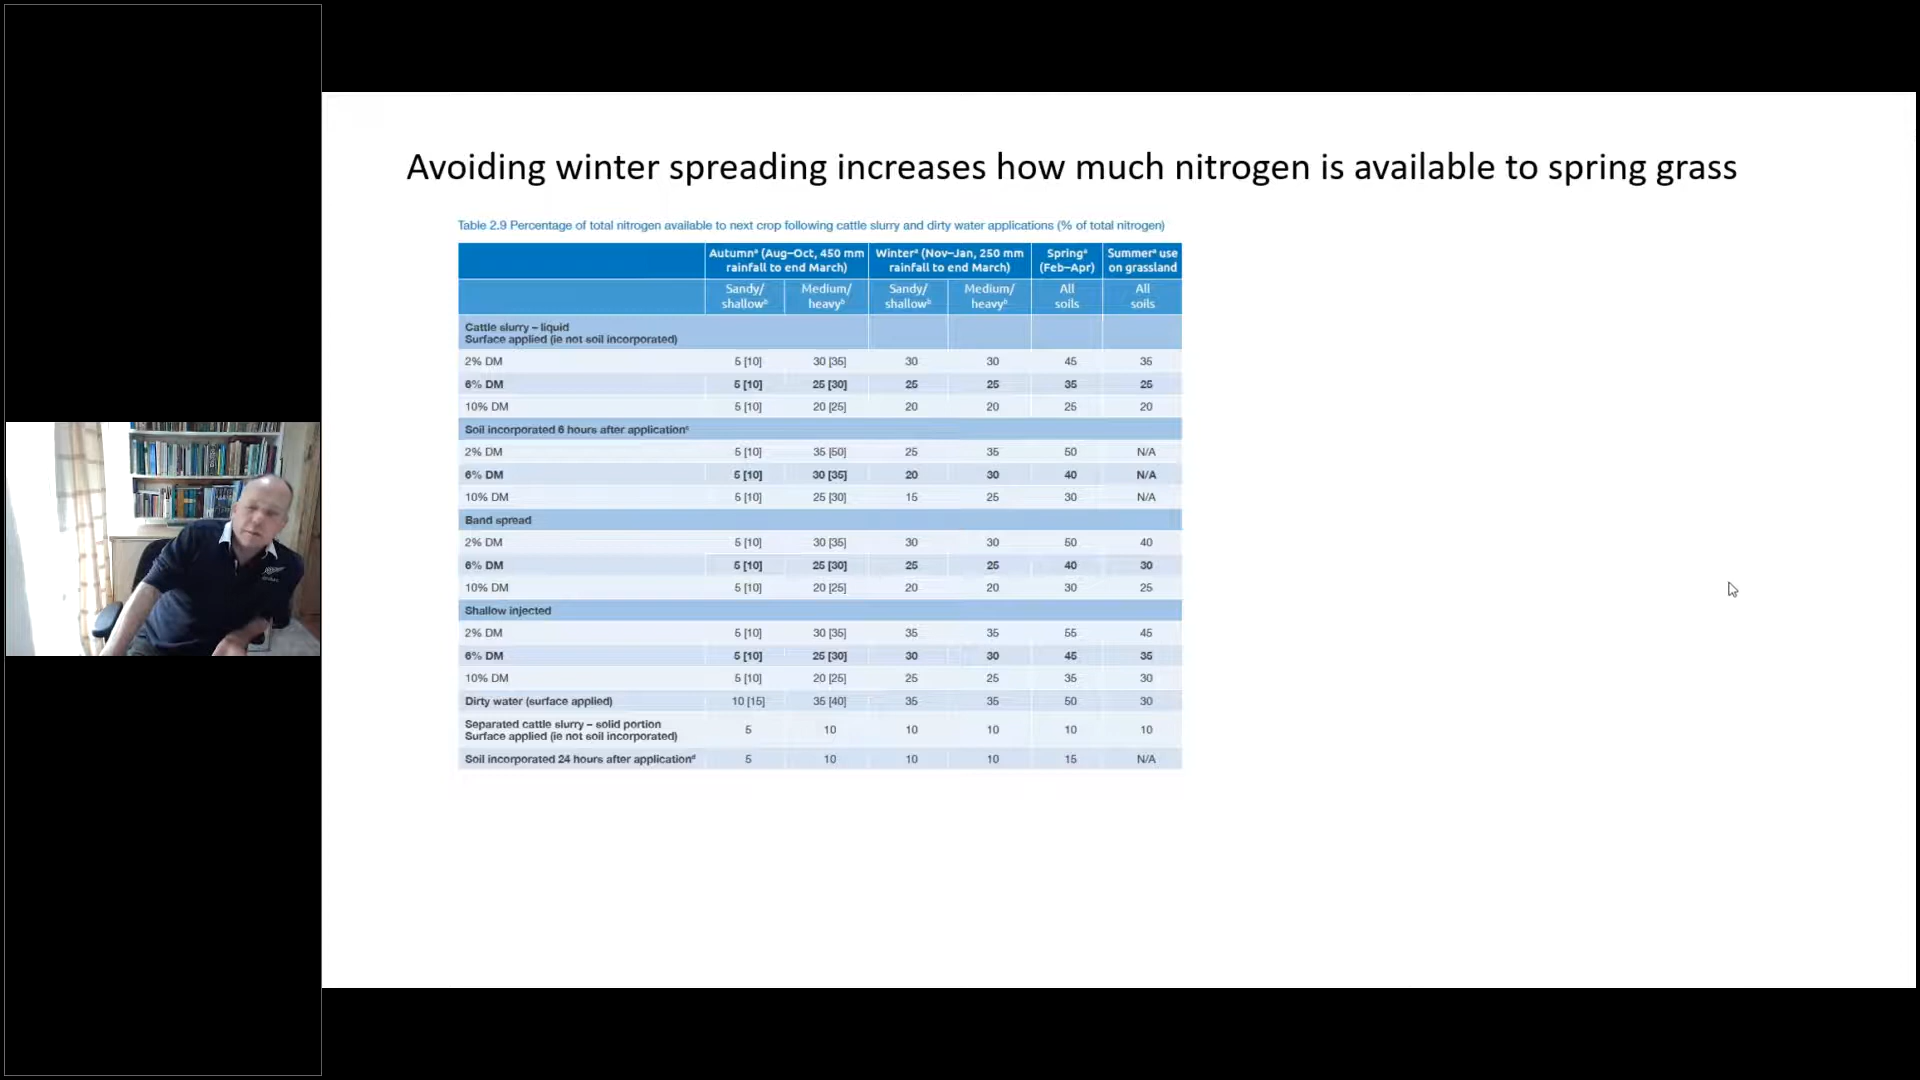 Avoiding winter spreading increases how much nitrogen is available to spring grass
Table 2.9 Percentage of total nitrogen available to next crop following cattle slurry and dirty water applications (% of total nitrogen)
Autumnᵃ (Aug–Oct, 450 mm rainfall to end March) Winterᵃ (Nov–Jan, 250 mm rainfall to end March) Springᵃ (Feb–Apr) Summerᵃ use on grassland
Sandy/shallowᵇ Medium/heavyᵇ Sandy/shallowᵇ Medium/heavyᵇ All soils All soils
Cattle slurry – liquid
Surface applied (ie not soil incorporated)
2% DM 5 [10] 30 [35] 30 30 45 35
6% DM 5 [10] 25 [30] 25 25 35 25
10% DM 5 [10] 20 [25] 20 20 25 20
Soil incorporated 6 hours after applicationᶜ
2% DM 5 [10] 35 [50] 25 35 50 N/A
6% DM 5 [10] 30 [35] 20 30 40 N/A
10% DM 5 [10] 25 [30] 15 25 30 N/A
Band spread
2% DM 5 [10] 30 [35] 30 30 50 40
6% DM 5 [10] 25 [30] 25 25 40 30
10% DM 5 [10] 20 [25] 20 20 30 25
Shallow injected
2% DM 5 [10] 30 [35] 35 35 55 45
6% DM 5 [10] 25 [30] 30 30 45 35
10% DM 5 [10] 20 [25] 25 25 35 30
Dirty water (surface applied) 10 [15] 35 [40] 35 35 50 30
Separated cattle slurry – solid portion
Surface applied (ie not soil incorporated) 5 10 10 10 10 10
Soil incorporated 24 hours after applicationᵈ 5 10 10 10 15 N/A